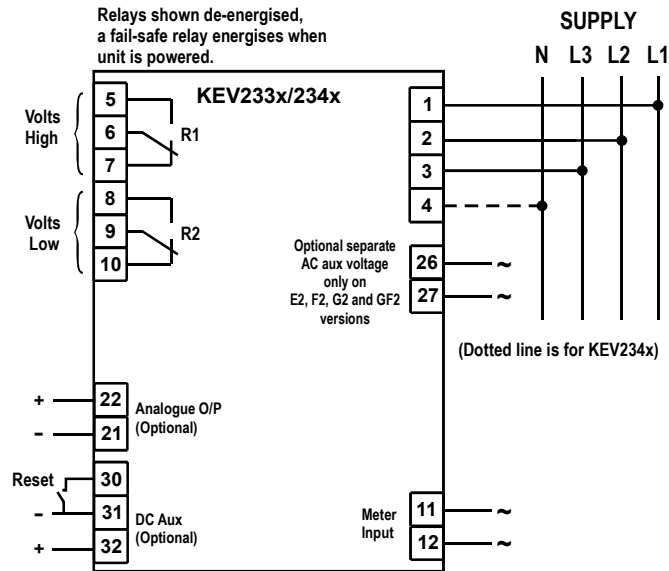 Relays shown de-energised,
a fail-safe relay energises when
unit is powered.
SUPPLY
N L3 L2 L1
KEV233x/234x
Volts
High
5
6
7
R1
Volts
Low
8
9
10
R2
1
2
3
4
Optional separate
AC aux voltage
only on
E2, F2, G2 and GF2
versions
26 ~
27 ~
(Dotted line is for KEV234x)
+ 22
- 21
Analogue O/P
(Optional)
Reset 30
- 31
+ 32
DC Aux
(Optional)
Meter
Input
11 ~
12 ~